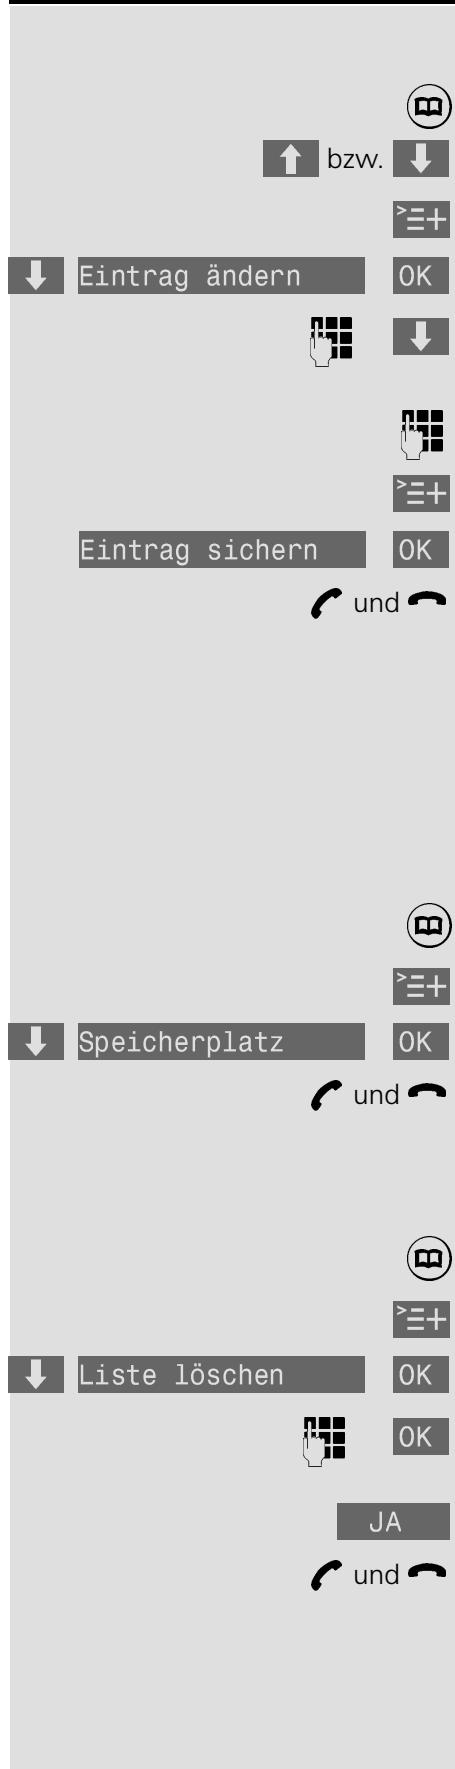 bzw.
>☰+
Eintrag ändern OK
>☰+
Eintrag sichern OK
und
>☰+
Speicherplatz OK
und
>☰+
Liste löschen OK
OK
JA
und